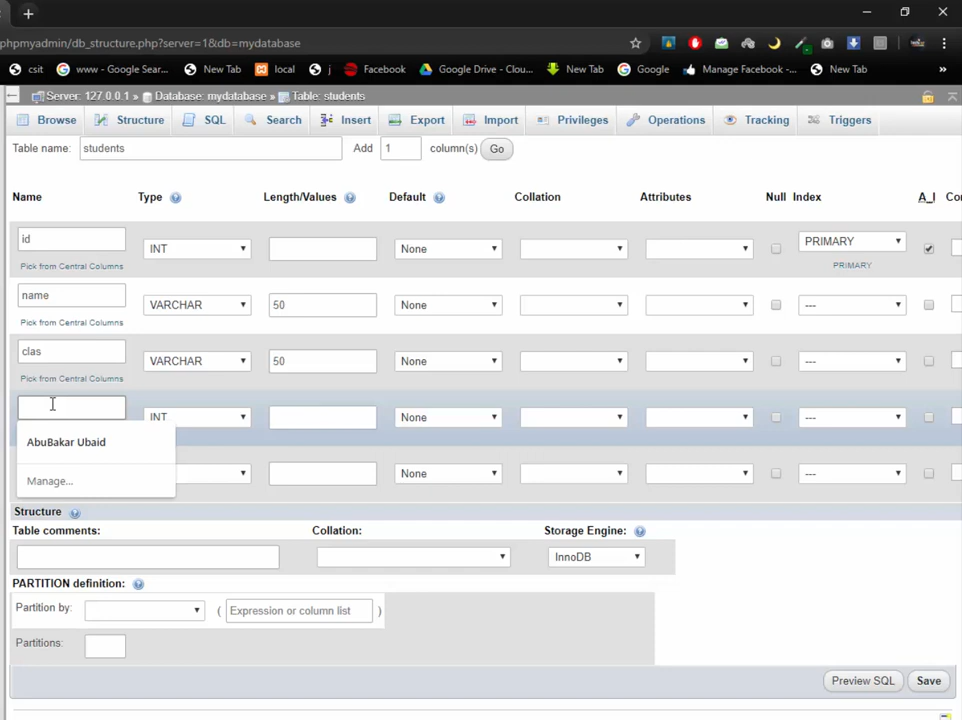 phpmyadmin/db_structure.php?server=1&db=mydatabase
csit www - Google Sear... New Tab local j Facebook Google Drive - Clou... New Tab Google Manage Facebook -... New Tab »
Server: 127.0.0.1 » Database: mydatabase » Table: students
Browse Structure SQL Search Insert Export Import Privileges Operations Tracking Triggers
Table name: students Add 1 column(s) Go
Name Type Length/Values Default Collation Attributes Null Index A_I Co
id INT None PRIMARY
Pick from Central Columns PRIMARY
name VARCHAR 50 None ---
Pick from Central Columns
clas VARCHAR 50 None ---
Pick from Central Columns
INT None ---
AbuBakar Ubaid
None ---
Manage...
Structure
Table comments: Collation: Storage Engine:
InnoDB
PARTITION definition:
Partition by: ( Expression or column list )
Partitions:
Preview SQL Save